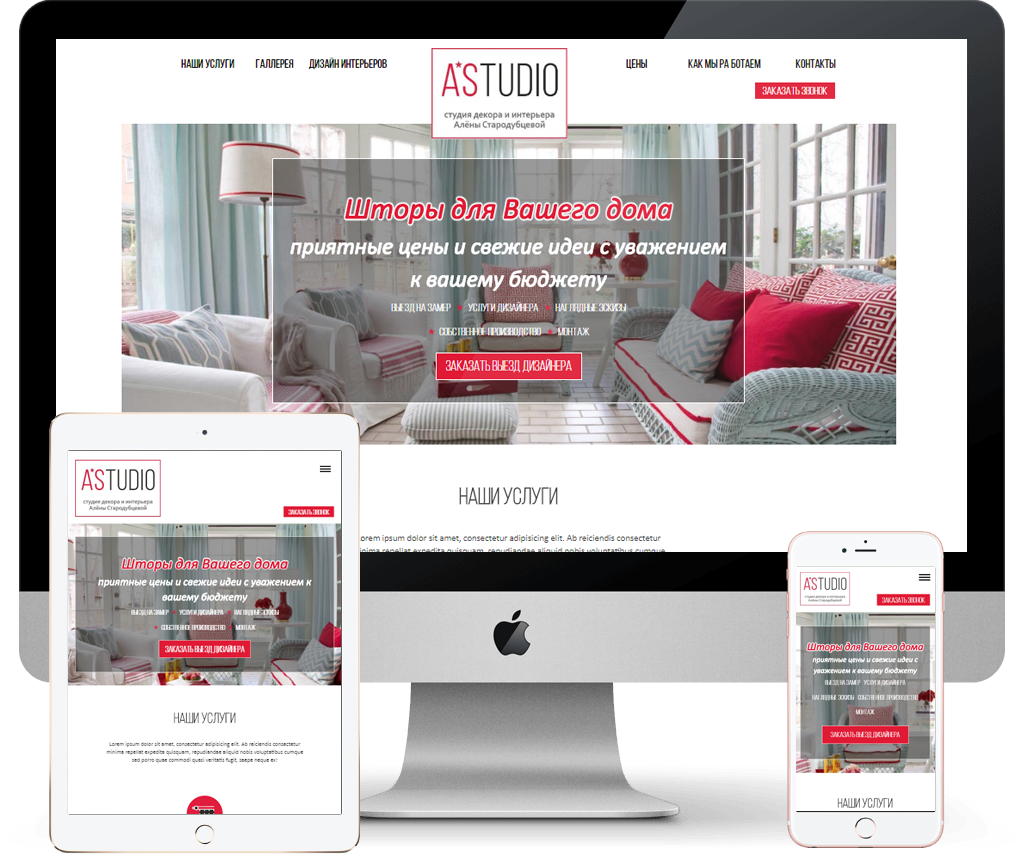 НАШИ УСЛУГИ ГАЛЛЕРЕЯ ДИЗАЙН ИНТЕРЬЕРОВ
A*STUDIO
студия декора и интерьера
Алёны Стародубцевой
ЦЕНЫ КАК МЫ РА БОТАЕМ КОНТАКТЫ
ЗАКАЗАТЬ ЗВОНОК
Шторы для Вашего дома
приятные цены и свежие идеи с уважением
к вашему бюджету
ВЫЕЗД НА ЗАМЕР УСЛУГИ ДИЗАЙНЕРА НАГЛЯДНЫЕ ЭСКИЗЫ
СОБСТВЕННОЕ ПРОИЗВОДСТВО МОНТАЖ
ЗАКАЗАТЬ ВЫЕЗД ДИЗАЙНЕРА
НАШИ УСЛУГИ
orem ipsum dolor sit amet, consectetur adipisicing elit. Ab reiciendis consectetur
inima repellat expedita quisquam, repudiandae aliquid nobis voluptatibus cumque
A*STUDIO
студия декора и интерьера
Алёны Стародубцевой
ЗАКАЗАТЬ ЗВОНОК
Шторы для Вашего дома
приятные цены и свежие идеи с уважением к
вашему бюджету
ВЫЕЗД НА ЗАМЕР УСЛУГИ ДИЗАЙНЕРА НАГЛЯДНЫЕ ЭСКИЗЫ
СОБСТВЕННОЕ ПРОИЗВОДСТВО МОНТАЖ
ЗАКАЗАТЬ ВЫЕЗД ДИЗАЙНЕРА
НАШИ УСЛУГИ
Lorem ipsum dolor sit amet, consectetur adipisicing elit. Ab reiciendis consectetur
minima repellat expedita quisquam, repudiandae aliquid nobis voluptatibus cumque
sed porro quae commodi quasi veritatis fugit, saepe neque ex!
A*STUDIO
студия декора и интерьера
Алёны Стародубцевой
ЗАКАЗАТЬ ЗВОНОК
Шторы для Вашего дома
приятные цены и свежие идеи с
уважением к вашему бюджету
ВЫЕЗД НА ЗАМЕР УСЛУГИ ДИЗАЙНЕРА
НАГЛЯДНЫЕ ЭСКИЗЫ СОБСТВЕННОЕ ПРОИЗВОДСТВО
МОНТАЖ
ЗАКАЗАТЬ ВЫЕЗД ДИЗАЙНЕРА
НАШИ УСЛУГИ